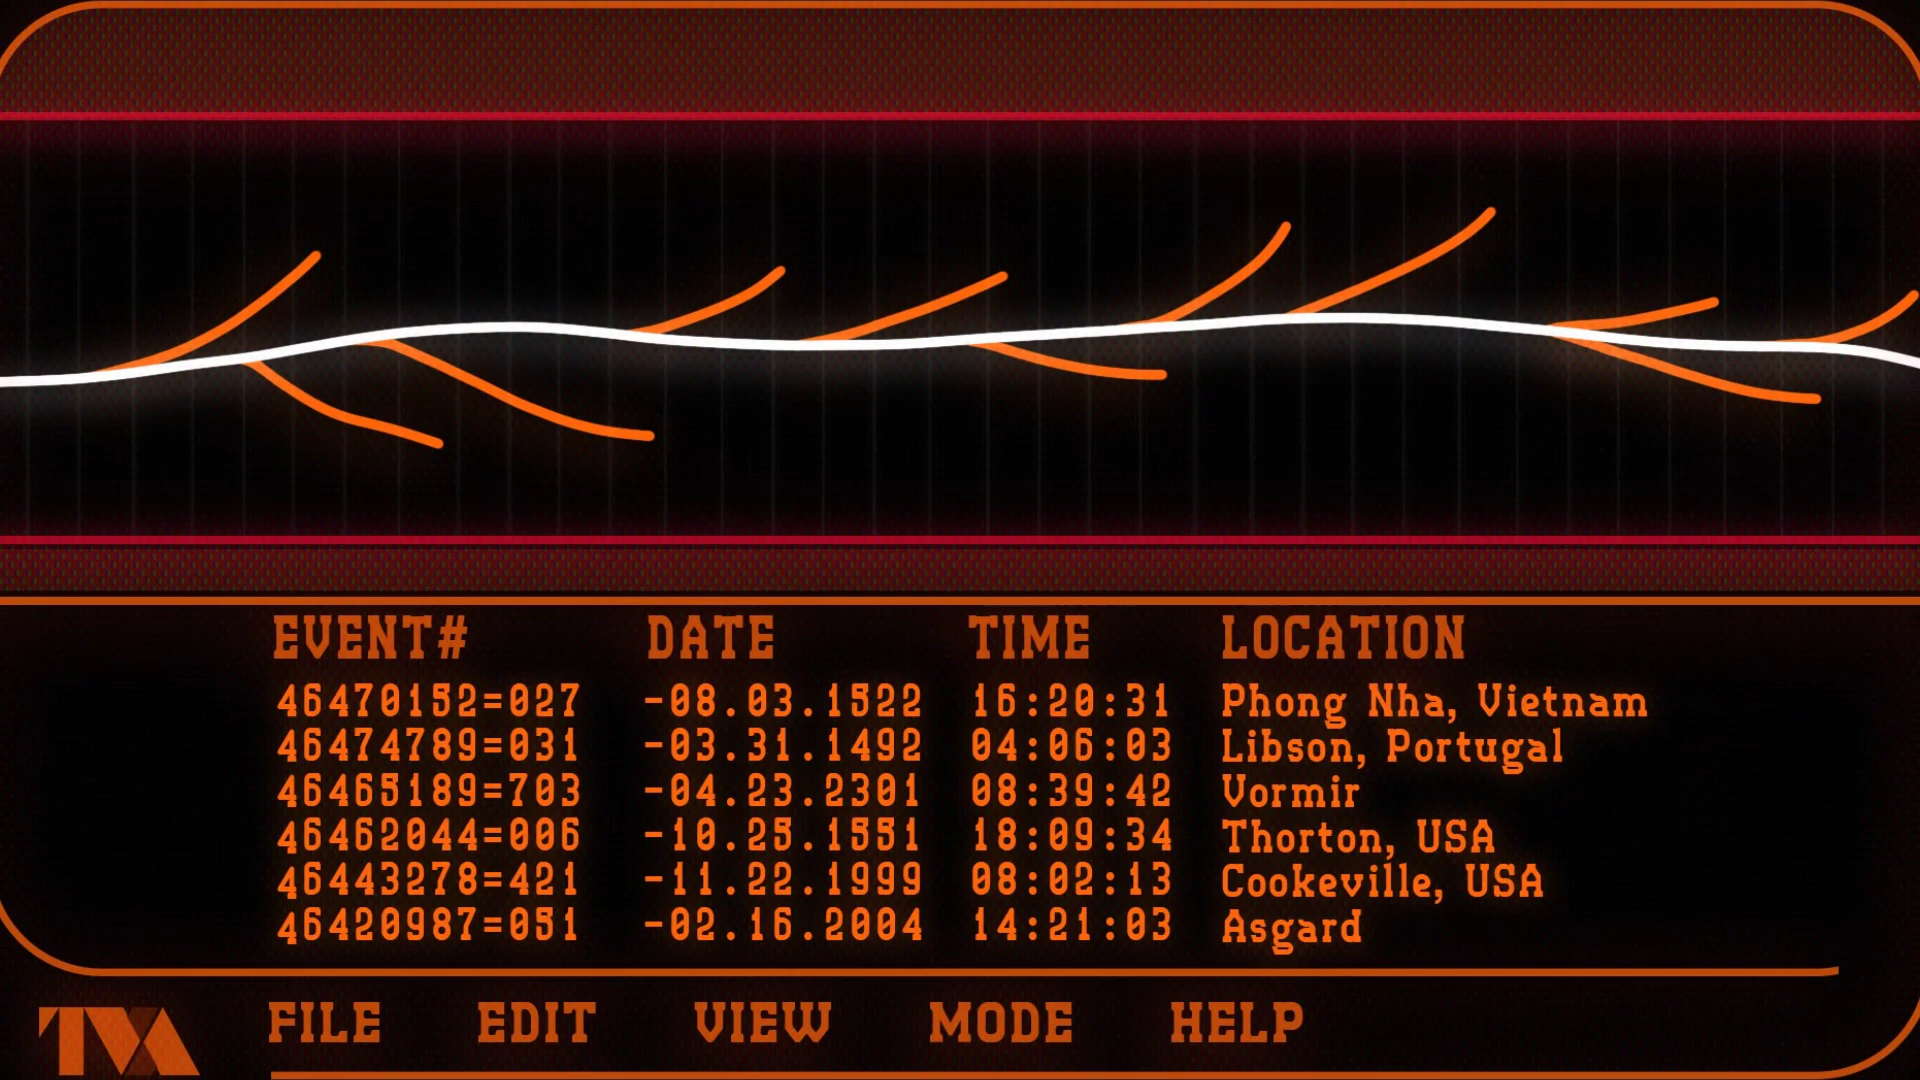 EVENT# DATE TIME LOCATION
46470152=027 -08.03.1522 16:20:31 Phong Nha, Vietnam
46474789=031 -03.31.1492 04:06:03 Libson, Portugal
46465189=703 -04.23.2301 08:39:42 Vormir
46462044=006 -10.25.1551 18:09:34 Thorton, USA
46443278=421 -11.22.1999 08:02:13 Cookeville, USA
46420987=051 -02.16.2004 14:21:03 Asgard
TVA FILE EDIT VIEW MODE HELP